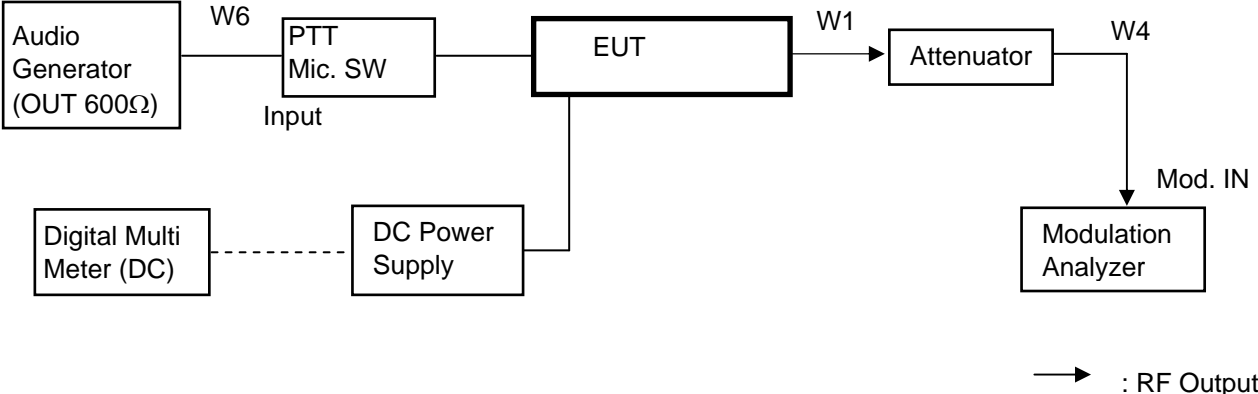 W6
Audio
Generator
(OUT 600Ω)
PTT
Mic. SW
Input
EUT
W1
Attenuator
W4
Mod. IN
Digital Multi
Meter (DC)
DC Power
Supply
Modulation
Analyzer
: RF Output